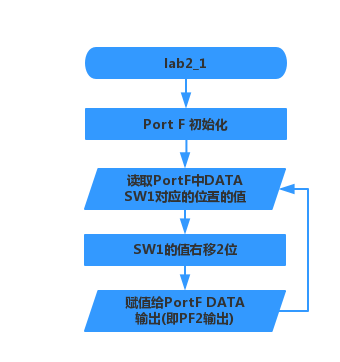 lab2_1
Port F 初始化
读取PortF中DATA
SW1对应的位置的值
SW1的值右移2位
赋值给PortF DATA
输出(即PF2输出)